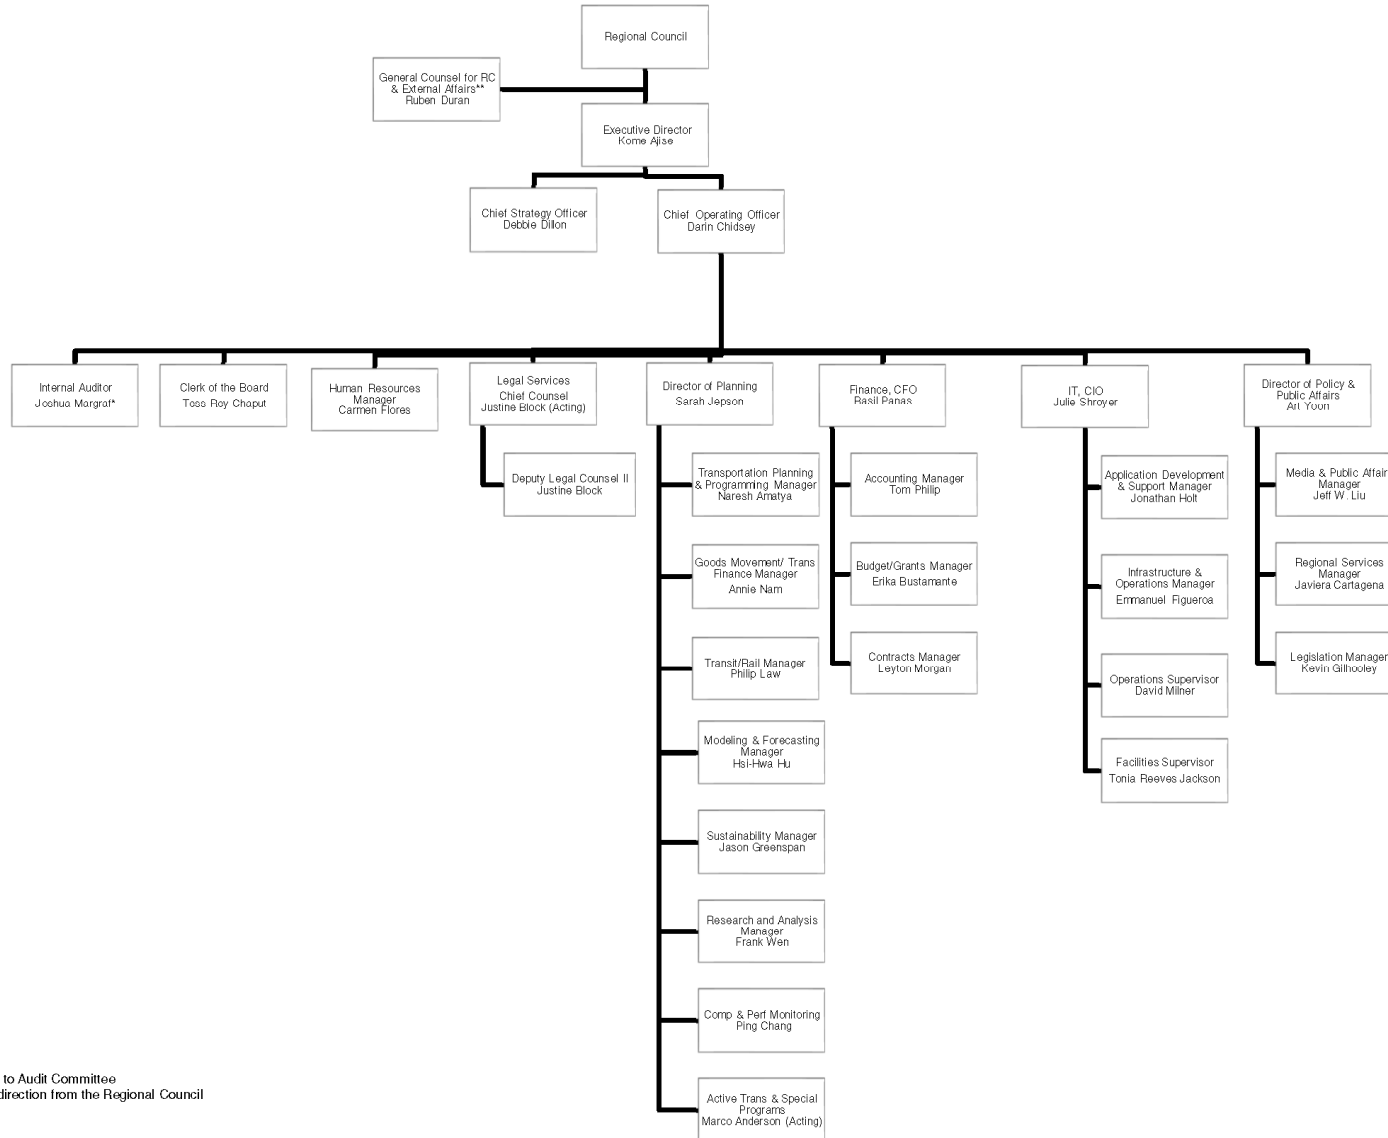 Regional Council
General Counsel for RC
& External Affairs**
Ruben Duran
Executive Director
Kome Ajise
Chief Strategy Officer
Debbie Dillon
Chief Operating Officer
Darin Chidsey
Internal Auditor
Joshua Margraf*
Clerk of the Board
Tess Rey Chaput
Human Resources
Manager
Carmen Flores
Legal Services
Chief Counsel
Justine Block (Acting)
Deputy Legal Counsel II
Justine Block
Director of Planning
Sarah Jepson
Transportation Planning
& Programming Manager
Naresh Amatya
Goods Movement/ Trans
Finance Manager
Annie Nam
Transit/Rail Manager
Philip Law
Modeling & Forecasting
Manager
Hsi-Hwa Hu
Sustainability Manager
Jason Greenspan
Research and Analysis
Manager
Frank Wen
Comp & Perf Monitoring
Ping Chang
Active Trans & Special
Programs
Marco Anderson (Acting)
Finance, CFO
Basil Panas
Accounting Manager
Tom Philip
Budget/Grants Manager
Erika Bustamante
Contracts Manager
Leyton Morgan
IT, CIO
Julie Shroyer
Application Development
& Support Manager
Jonathan Holt
Infrastructure &
Operations Manager
Emmanuel Figueroa
Operations Supervisor
David Milner
Facilities Supervisor
Tonia Reeves Jackson
Director of Policy &
Public Affairs
Art Yoon
Media & Public Affair
Manager
Jeff W. Liu
Regional Services
Manager
Javiera Cartagena
Legislation Manager
Kevin Gilhooley
to Audit Committee
direction from the Regional Council